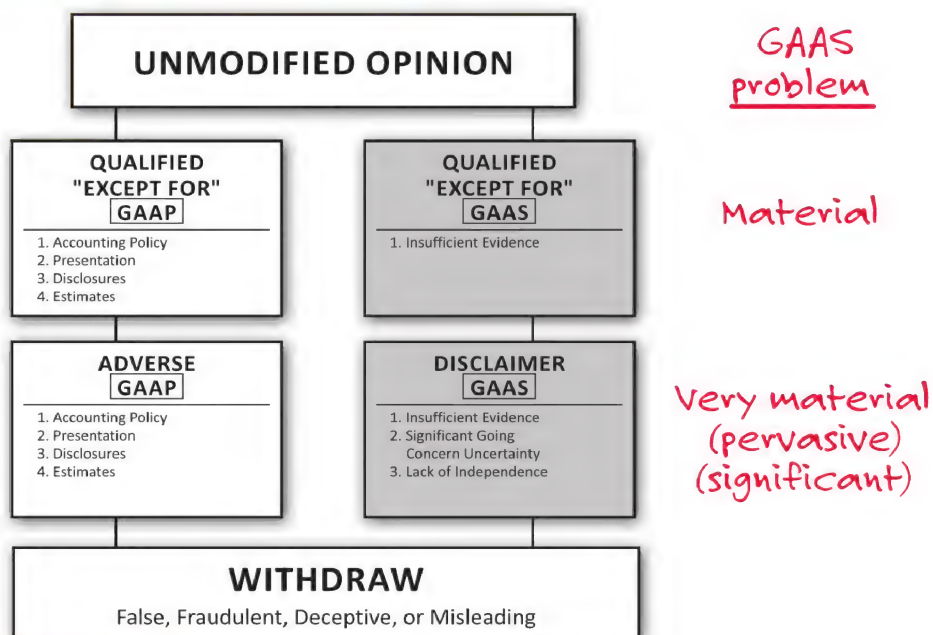 UNMODIFIED OPINION
GAAS
problem
QUALIFIED
"EXCEPT FOR"
GAAP
1. Accounting Policy
2. Presentation
3. Disclosures
4. Estimates
QUALIFIED
"EXCEPT FOR"
GAAS
1. Insufficient Evidence
Material
ADVERSE
GAAP
1. Accounting Policy
2. Presentation
3. Disclosures
4. Estimates
DISCLAIMER
GAAS
1. Insufficient Evidence
2. Significant Going
Concern Uncertainty
3. Lack of Independence
Very material
(pervasive)
(significant)
WITHDRAW
False, Fraudulent, Deceptive, or Misleading